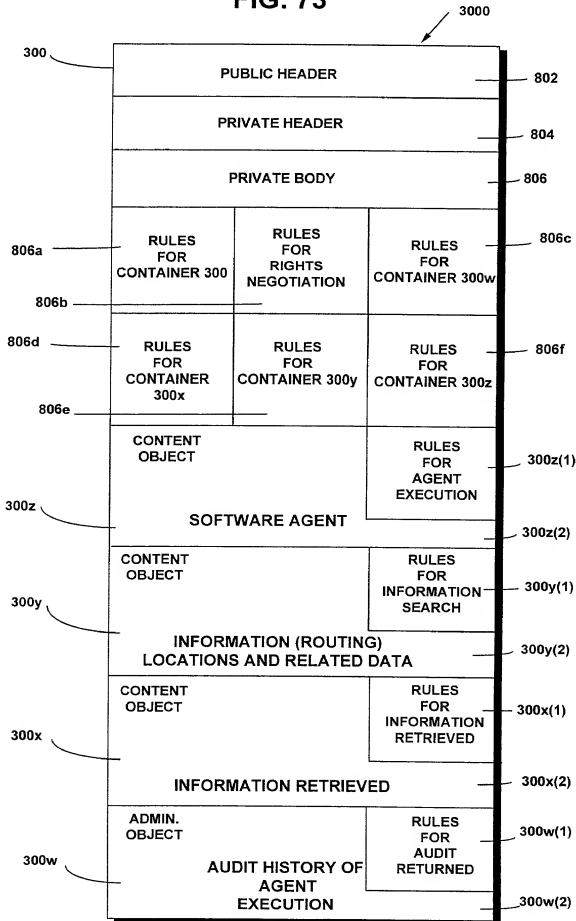 FIG. 73
3000
300
PUBLIC HEADER
802
PRIVATE HEADER
804
PRIVATE BODY
806
806a
RULES
FOR
CONTAINER 300
806b
RULES
FOR
RIGHTS
NEGOTIATION
806c
RULES
FOR
CONTAINER 300w
806d
RULES
FOR
CONTAINER
300x
806e
RULES
FOR
CONTAINER 300y
806f
RULES
FOR
CONTAINER 300z
CONTENT
OBJECT
RULES
FOR
AGENT
EXECUTION
300z(1)
300z
SOFTWARE AGENT
300z(2)
CONTENT
OBJECT
RULES
FOR
INFORMATION
SEARCH
300y(1)
300y
INFORMATION (ROUTING)
LOCATIONS AND RELATED DATA
300y(2)
CONTENT
OBJECT
RULES
FOR
INFORMATION
RETRIEVED
300x(1)
300x
INFORMATION RETRIEVED
300x(2)
ADMIN.
OBJECT
RULES
FOR
AUDIT
RETURNED
300w(1)
300w
AUDIT HISTORY OF
AGENT
EXECUTION
300w(2)